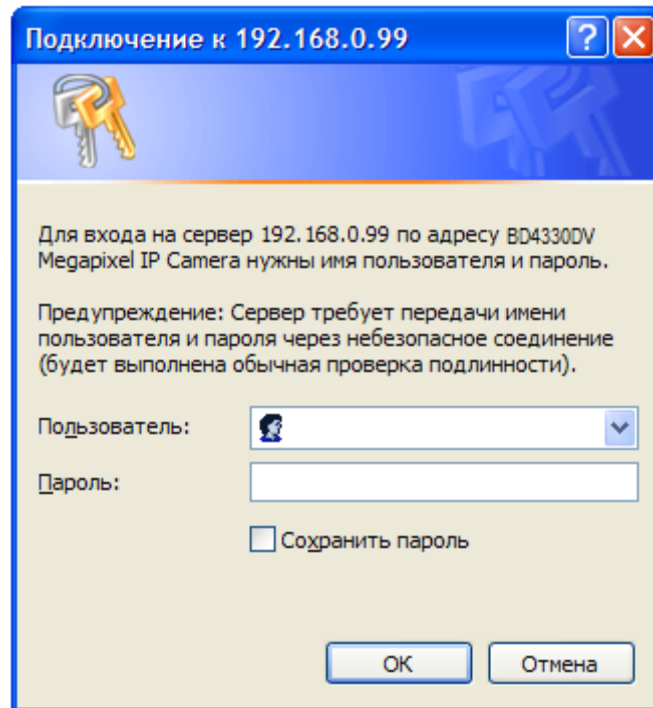 Подключение к 192.168.0.99
Для входа на сервер 192.168.0.99 по адресу BD4330DV
Megapixel IP Camera нужны имя пользователя и пароль.
Предупреждение: Сервер требует передачи имени
пользователя и пароля через небезопасное соединение
(будет выполнена обычная проверка подлинности).
Пользователь:
Пароль:
Сохранить пароль
ОК
Отмена